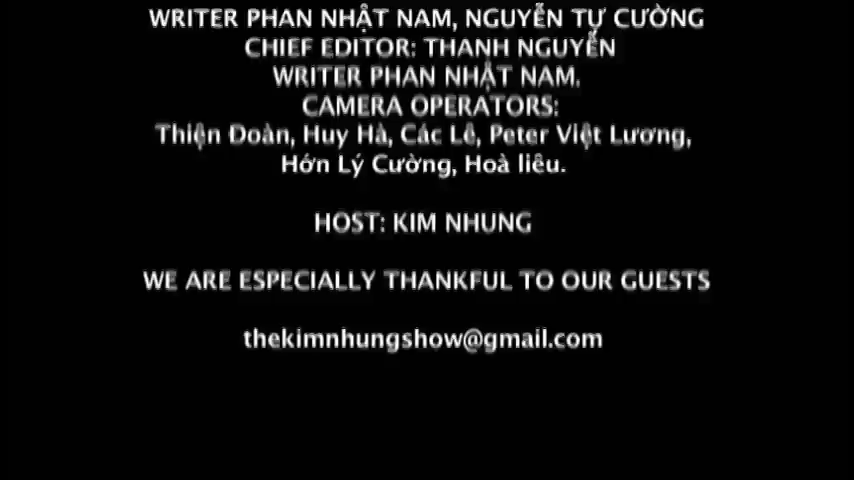 WRITER PHAN NHẬT NAM, NGUYỄN TỰ CƯỜNG
CHIEF EDITOR: THANH NGUYỄN
WRITER PHAN NHẬT NAM.
CAMERA OPERATORS:
Thiện Đoàn, Huy Hà, Các Lê, Peter Việt Lương,
Hớn Lý Cường, Hoà liêu.
HOST: KIM NHUNG
WE ARE ESPECIALLY THANKFUL TO OUR GUESTS
thekimnhungshow@gmail.com